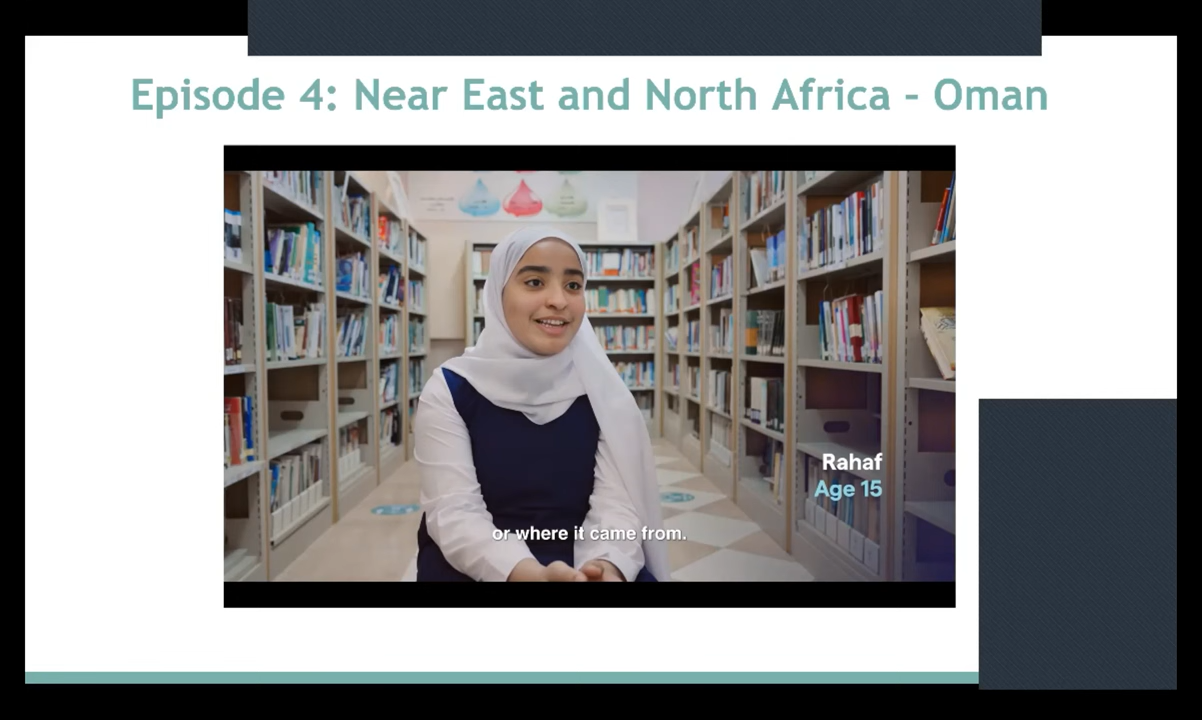 Episode 4: Near East and North Africa - Oman
Rahaf
Age 15
or where it came from.